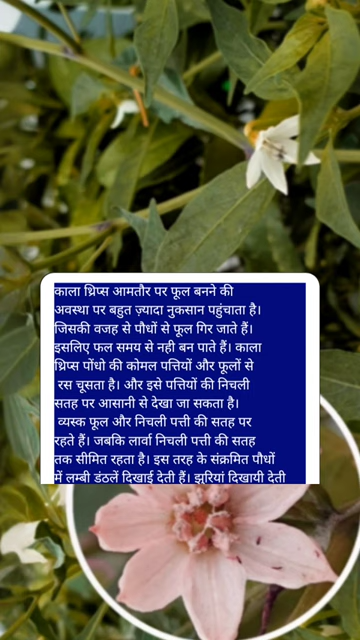 काला थ्रिप्स आमतौर पर फूल बनने की
अवस्था पर बहुत ज़्यादा नुकसान पहुंचाता है।
जिसकी वजह से पौधों से फूल गिर जाते हैं।
इसलिए फल समय से नही बन पाते हैं। काला
थ्रिप्स पोंधो की कोमल पत्तियों और फूलों से
रस चूसता है। और इसे पत्तियों की निचली
सतह पर आसानी से देखा जा सकता है।
व्यस्क फूल और निचली पत्ती की सतह पर
रहते हैं। जबकि लार्वा निचली पत्ती की सतह
तक सीमित रहता है। इस तरह के संक्रमित पौधों
में लम्बी डंठलें दिखाई देती हैं। झुरियां दिखायी देती